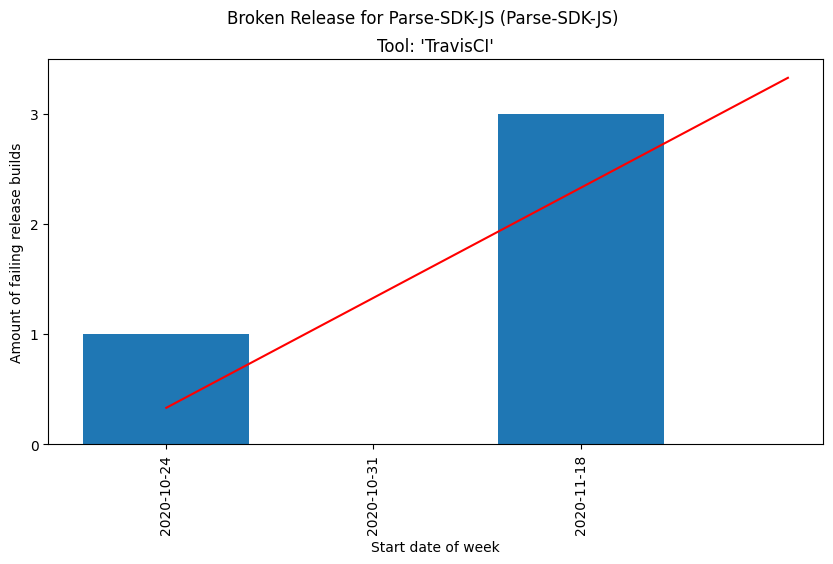 Broken Release for Parse-SDK-JS (Parse-SDK-JS)
Tool: 'TravisCI'
Amount of failing release builds
3
2
1
0
2020-10-24
2020-10-31
2020-11-18
Start date of week